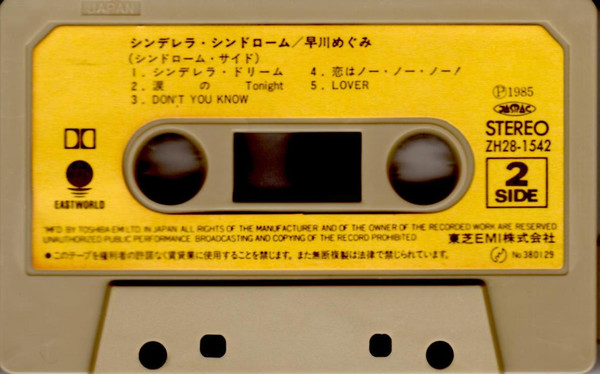 JAPAN
シンデレラ・シンドローム/早川めぐみ
(シンドローム・サイド)
1. シンデレラ・ドリーム
2. 涙の Tonight
3. DON'T YOU KNOW
4. 恋はノー・ノー・ノー!
5. LOVER
Ⓟ1985
STEREO
ZH28-1542
2
SIDE
EASTWORLD
"MFD BY TOSHIBA-EMI LTD. IN JAPAN ALL RIGHTS OF THE MANUFACTURER AND OF THE OWNER OF THE RECORDED WORK ARE RESERVED
UNAUTHORIZED PUBLIC PERFORMANCE BROADCASTING AND COPYING OF THE RECORD PROHIBITED
東芝EMI株式会社
●このテープを権利者の許諾なく賃貸業に使用することを禁じます。また無断複製は法律で禁じられています。
No.380129